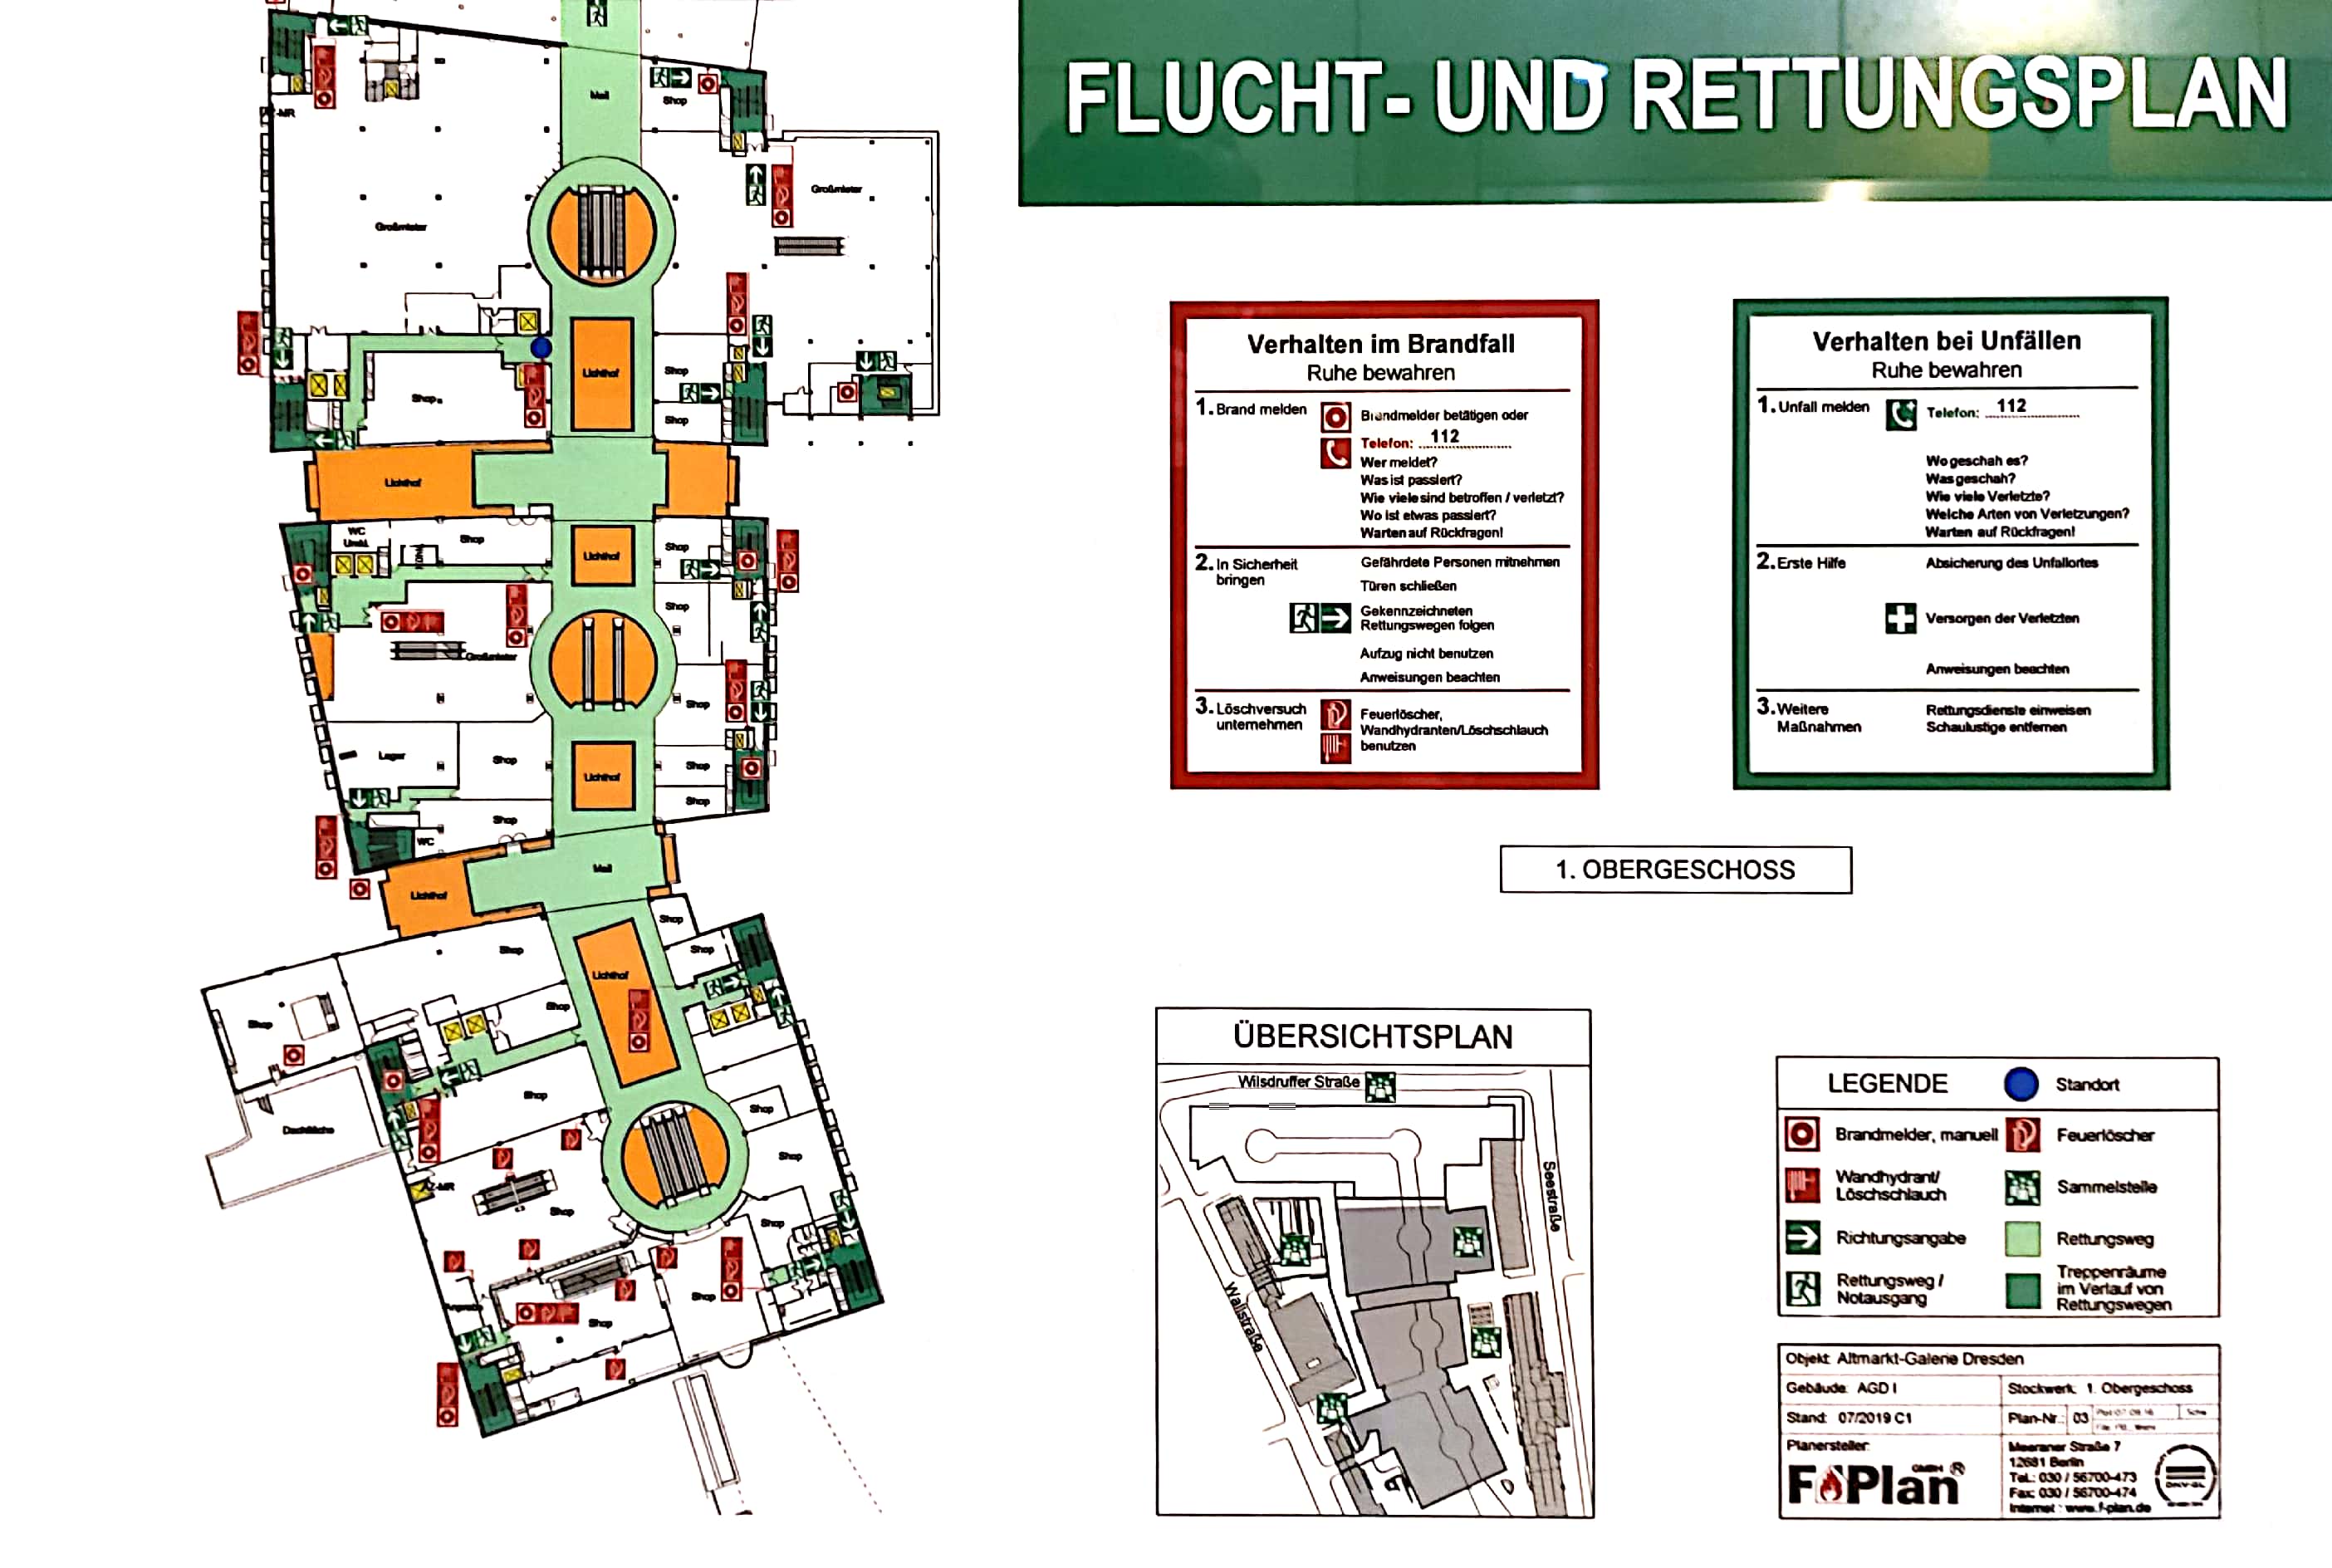 FLUCHT- UND RETTUNGSPLAN
Mall
Shop
MR
Großmieter
Großmieter
Shop
Lichthof
Shop
Shop
Lichthof
WC
Shop
Lichthof
Shop
Shop
Großmieter
Shop
Lager
Shop
Lichthof
Shop
Shop
Shop
WC
Mall
Lichthof
Shop
Shop
Shop
Lichthof
Shop
Shop
Shop
Shop
Dachfläche
Shop
AZ-MR
Shop
Shop
Shop
Shop
Verhalten im Brandfall
Ruhe bewahren
1. Brand melden
Brandmelder betätigen oder
Telefon: 112
Wer meldet?
Was ist passiert?
Wie viele sind betroffen / verletzt?
Wo ist etwas passiert?
Warten auf Rückfragen!
2. In Sicherheit bringen
Gefährdete Personen mitnehmen
Türen schließen
Gekennzeichneten
Rettungswegen folgen
Aufzug nicht benutzen
Anweisungen beachten
3. Löschversuch unternehmen
Feuerlöscher,
Wandhydranten/Löschschlauch
benutzen
Verhalten bei Unfällen
Ruhe bewahren
1. Unfall melden
Telefon: 112
Wo geschah es?
Was geschah?
Wie viele Verletzte?
Welche Arten von Verletzungen?
Warten auf Rückfragen!
2. Erste Hilfe
Absicherung des Unfallortes
Versorgen der Verletzten
Anweisungen beachten
3. Weitere Maßnahmen
Rettungsdienste einweisen
Schaulustige entfernen
1. OBERGESCHOSS
ÜBERSICHTSPLAN
Wilsdruffer Straße
Seestraße
Wallstraße
LEGENDE
Standort
Brandmelder, manuell
Feuerlöscher
Wandhydrant/
Löschschlauch
Sammelstelle
Richtungsangabe
Rettungsweg
Rettungsweg /
Notausgang
Treppenräume
im Verlauf von
Rettungswegen
Objekt: Altmarkt-Galerie Dresden
Gebäude: AGD I
Stockwerk: 1. Obergeschoss
Stand: 07/2019 C1
Plan-Nr.: 03
Planersteller:
F Plan GMBH ®
Meeraner Straße 7
12681 Berlin
Tel.: 030 / 56700-473
Fax: 030 / 56700-474
Internet : www.f-plan.de